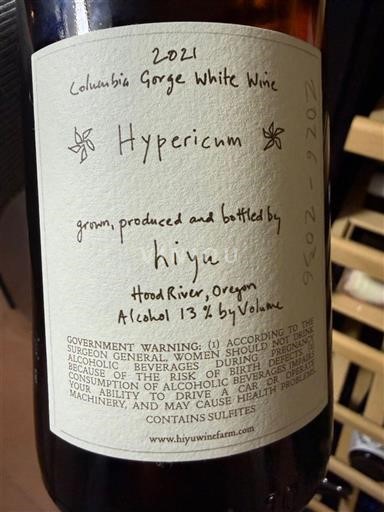 2021
Columbia Gorge White Wine
Hypericum
grown, produced and bottled by
hiyu
Hood River, Oregon
Alcohol 13 % by Volume
GOVERNMENT WARNING: (1) ACCORDING TO THE
SURGEON GENERAL, WOMEN SHOULD NOT DRINK
ALCOHOLIC BEVERAGES DURING PREGNANCY
BECAUSE OF THE RISK OF BIRTH DEFECTS. (2)
CONSUMPTION OF ALCOHOLIC BEVERAGES IMPAIRS
YOUR ABILITY TO DRIVE A CAR OR OPERATE
MACHINERY, AND MAY CAUSE HEALTH PROBLEMS.
CONTAINS SULFITES
www.hiyuwinefarm.com
2026 - 2036